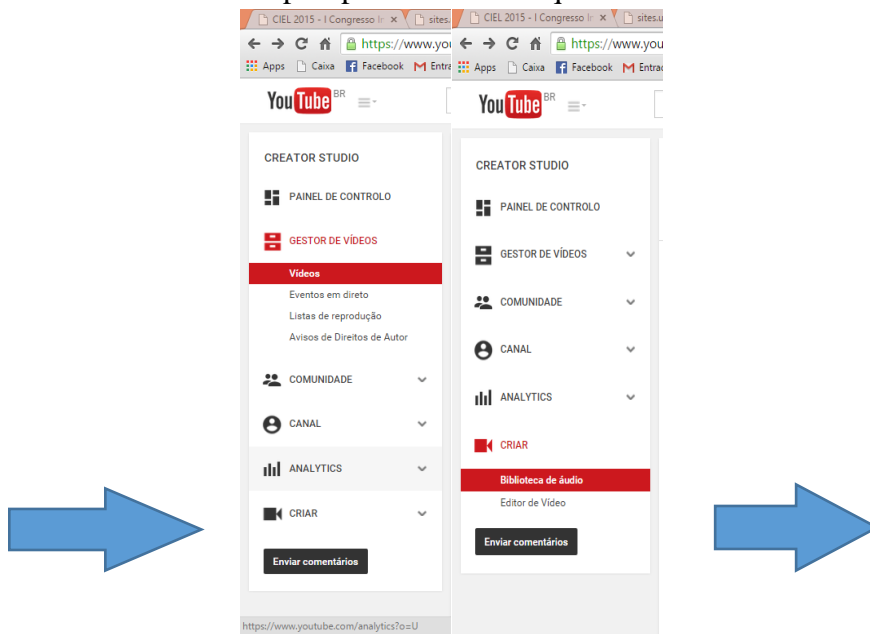 CIEL 2015 - I Congresso Ir
sites.
https://www.you
Apps Caixa Facebook Entra
YouTube BR
CREATOR STUDIO
PAINEL DE CONTROLO
GESTOR DE VÍDEOS
Vídeos
Eventos em direto
Listas de reprodução
Avisos de Direitos de Autor
COMUNIDADE
CANAL
ANALYTICS
CRIAR
Enviar comentários
https://www.youtube.com/analytics?o=U
CIEL 2015 - I Congresso Ir
sites.u
https://www.you
Apps Caixa Facebook Entrad
YouTube BR
CREATOR STUDIO
PAINEL DE CONTROLO
GESTOR DE VÍDEOS
COMUNIDADE
CANAL
ANALYTICS
CRIAR
Biblioteca de áudio
Editor de Vídeo
Enviar comentários